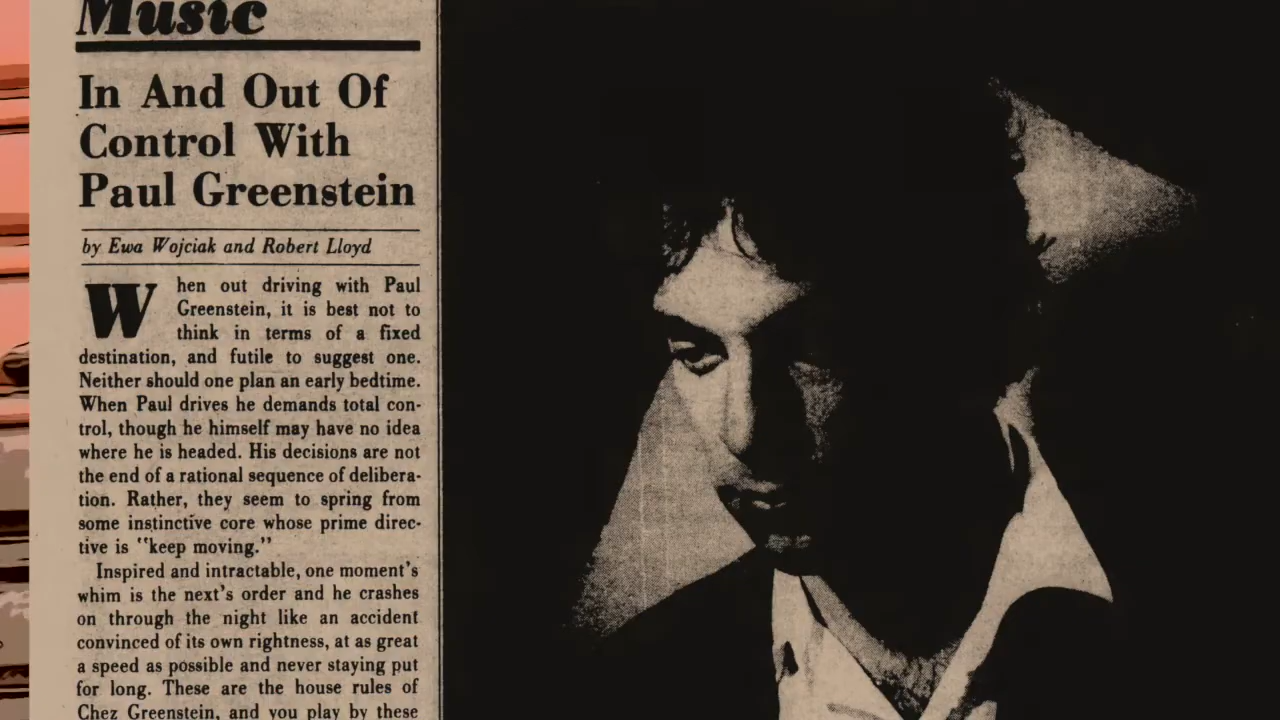 Music
In And Out Of
Control With
Paul Greenstein
by Ewa Wojciak and Robert Lloyd
When out driving with Paul
Greenstein, it is best not to
think in terms of a fixed
destination, and futile to suggest one.
Neither should one plan an early bedtime.
When Paul drives he demands total con-
trol, though he himself may have no idea
where he is headed. His decisions are not
the end of a rational sequence of delibera-
tion. Rather, they seem to spring from
some instinctive core whose prime direc-
tive is "keep moving."
Inspired and intractable, one moment's
whim is the next's order and he crashes
on through the night like an accident
convinced of its own rightness, at as great
a speed as possible and never staying put
for long. These are the house rules of
Chez Greenstein, and you play by these